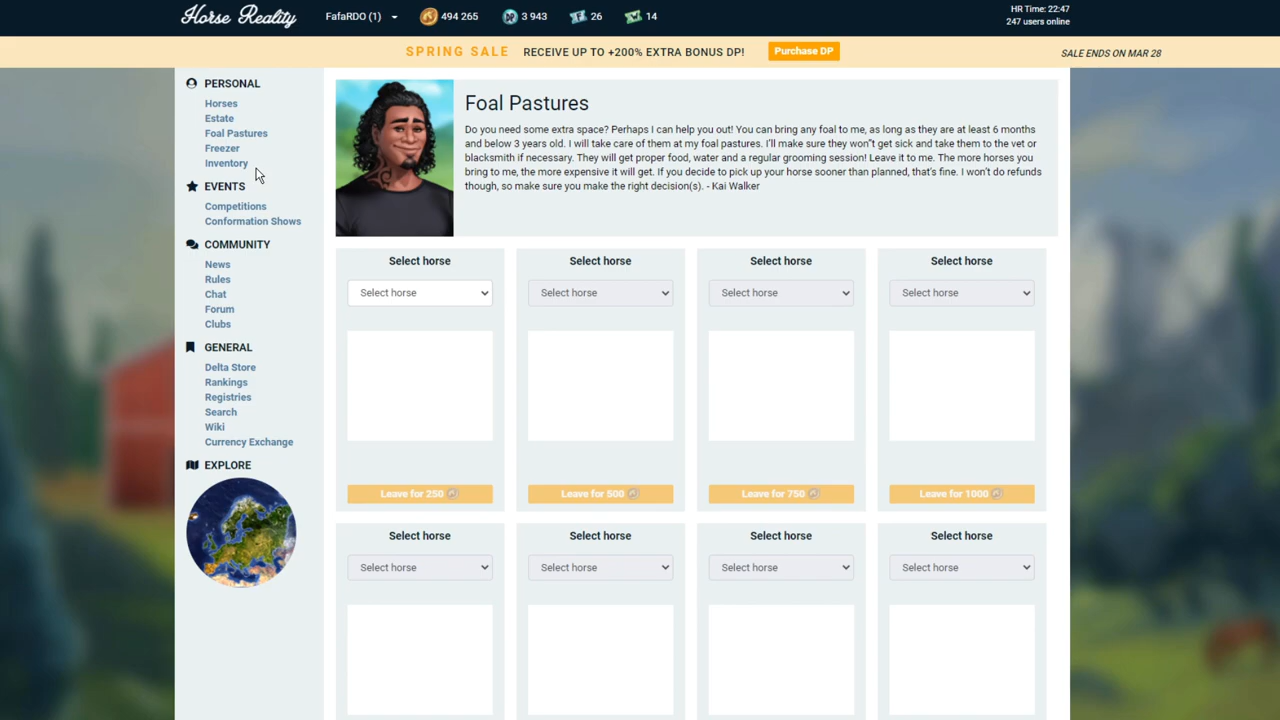 Horse Reality
FafaRDO (1)
494 265
DP
3 943
26
14
HR Time: 22:47
247 users online
SPRING SALE RECEIVE UP TO +200% EXTRA BONUS DP!
Purchase DP
SALE ENDS ON MAR 28
PERSONAL
Horses
Estate
Foal Pastures
Freezer
Inventory
EVENTS
Competitions
Conformation Shows
COMMUNITY
News
Rules
Chat
Forum
Clubs
GENERAL
Delta Store
Rankings
Registries
Search
Wiki
Currency Exchange
EXPLORE
Foal Pastures
Do you need some extra space? Perhaps I can help you out! You can bring any foal to me, as long as they are at least 6 months
and below 3 years old. I will take care of them at my foal pastures. I'll make sure they won"t get sick and take them to the vet or
blacksmith if necessary. They will get proper food, water and a regular grooming session! Leave it to me. The more horses you
bring to me, the more expensive it will get. If you decide to pick up your horse sooner than planned, that's fine. I won't do refunds
though, so make sure you make the right decision(s). - Kai Walker
Select horse
Select horse
Leave for 250
Select horse
Select horse
Leave for 500
Select horse
Select horse
Leave for 750
Select horse
Select horse
Leave for 1000
Select horse
Select horse
Select horse
Select horse
Select horse
Select horse
Select horse
Select horse